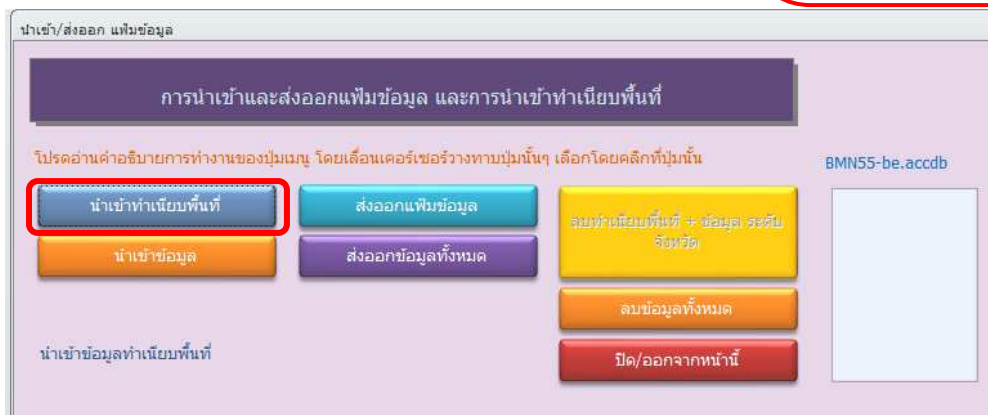 นำเข้า/ส่งออก แฟ้มข้อมูล
การนำเข้าและส่งออกแฟ้มข้อมูล และการนำเข้าทำเนียบพื้นที่
โปรดอ่านคำอธิบายการทำงานของปุ่มเมนู โดยเลื่อนเคอร์เซอร์วางทาบปุ่มนั้นๆ เลือกโดยคลิกที่ปุ่มนั้น
BMN55-be.accdb
นำเข้าทำเนียบพื้นที่
ส่งออกแฟ้มข้อมูล
ลบทำเนียบพื้นที่ + ข้อมูล ระดับ
จังหวัด
นำเข้าข้อมูล
ส่งออกข้อมูลทั้งหมด
ลบข้อมูลทั้งหมด
นำเข้าข้อมูลทำเนียบพื้นที่
ปิด/ออกจากหน้านี้